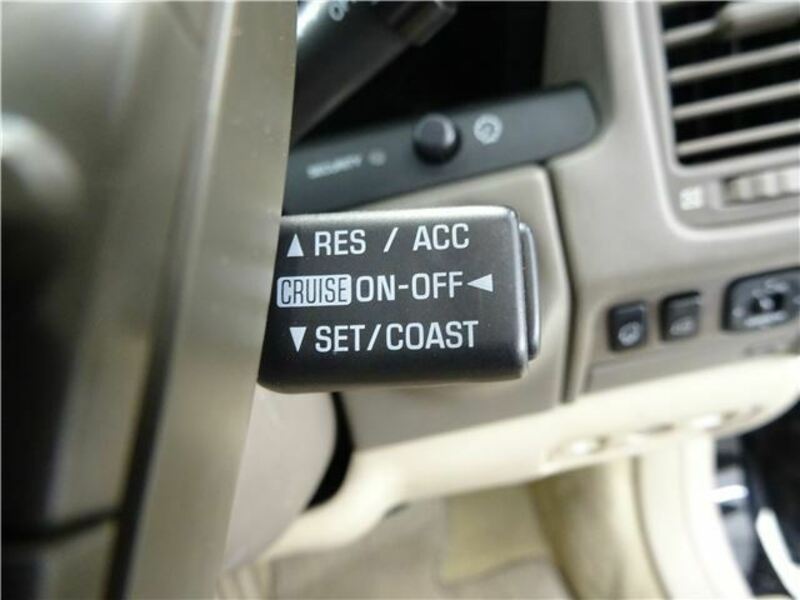 SECURITY
▲ RES / ACC
CRUISE ON-OFF ◄
▼ SET/COAST